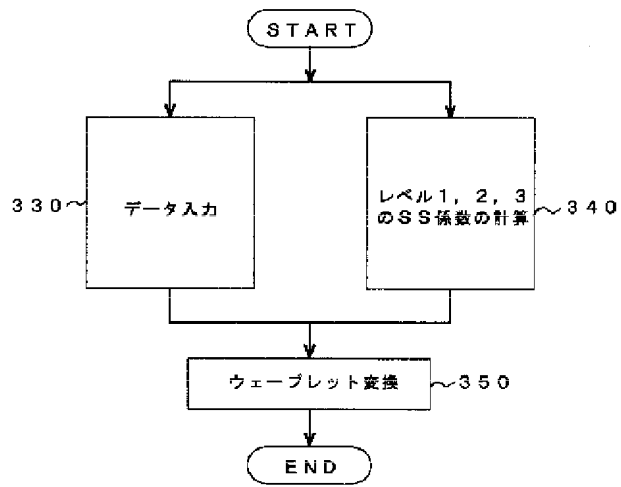 START
330
データ入力
レベル1,2,3
のSS係数の計算
340
ウェーブレット変換
350
END